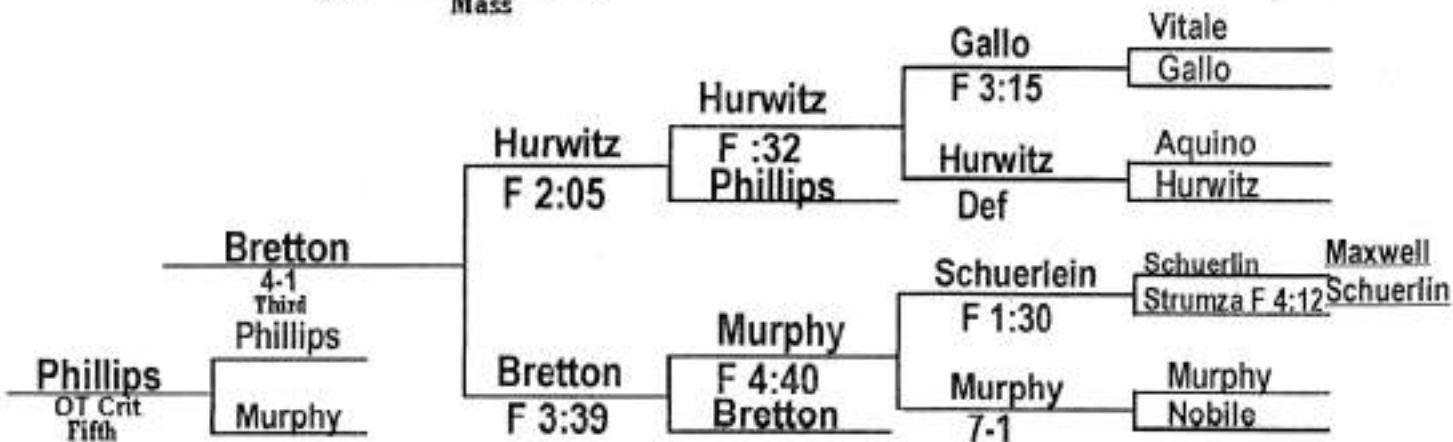 Mass
Vitale
Gallo
Gallo
F 3:15
Hurwitz
Hurwitz
F :32
Aquino
F 2:05
Phillips
Hurwitz
Hurwitz
Def
Bretton
4-1
Third
Schuerlein
Schuerlin
Maxwell
F 1:30
Strumza F 4:12
Schuerlin
Phillips
Murphy
Phillips
Bretton
F 4:40
Murphy
Murphy
OT Crit
Fifth
Murphy
F 3:39
Bretton
7-1
Nobile